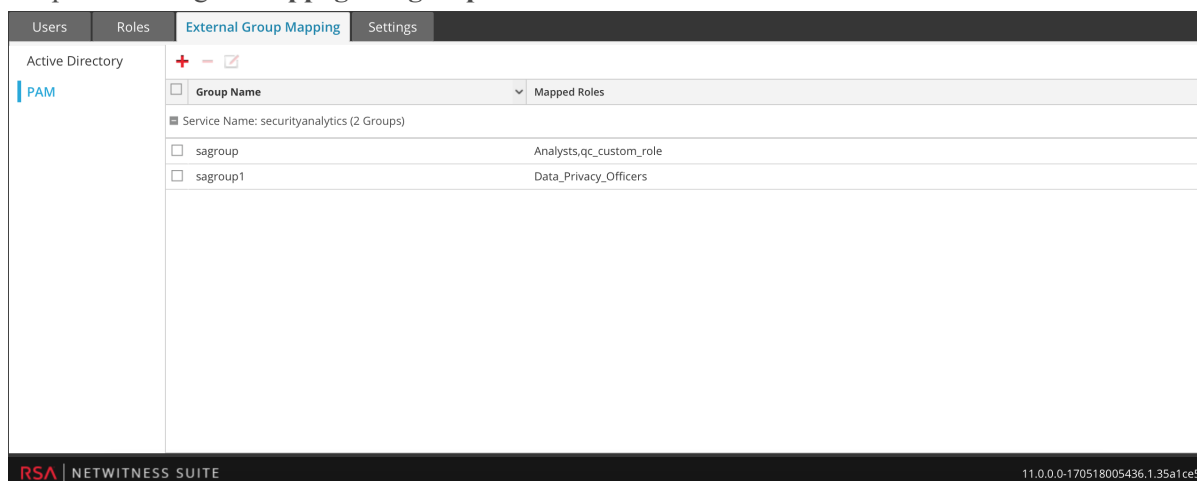 Users Roles External Group Mapping Settings
Active Directory
PAM
Group Name Mapped Roles
Service Name: securityanalytics (2 Groups)
sagroup Analysts,qc_custom_role
sagroup1 Data_Privacy_Officers
RSA NETWITNESS SUITE 11.0.0.0-170518005436.1.35a1ce5